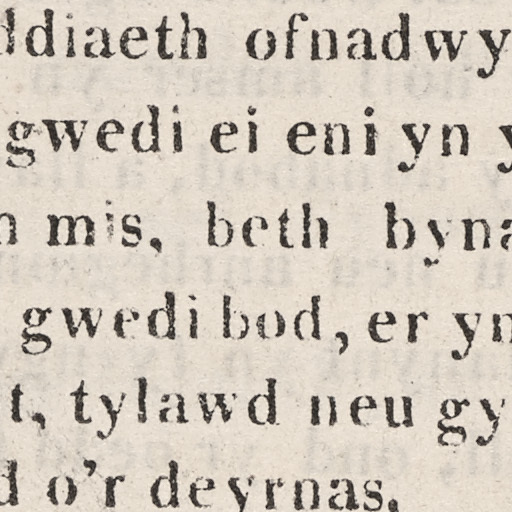 ddiaeth ofnadwy
gwedi ei eni yn y
n mis, beth byna
gwedi bod, er yn
t, tylawd neu gy
d o'r deyrnas.